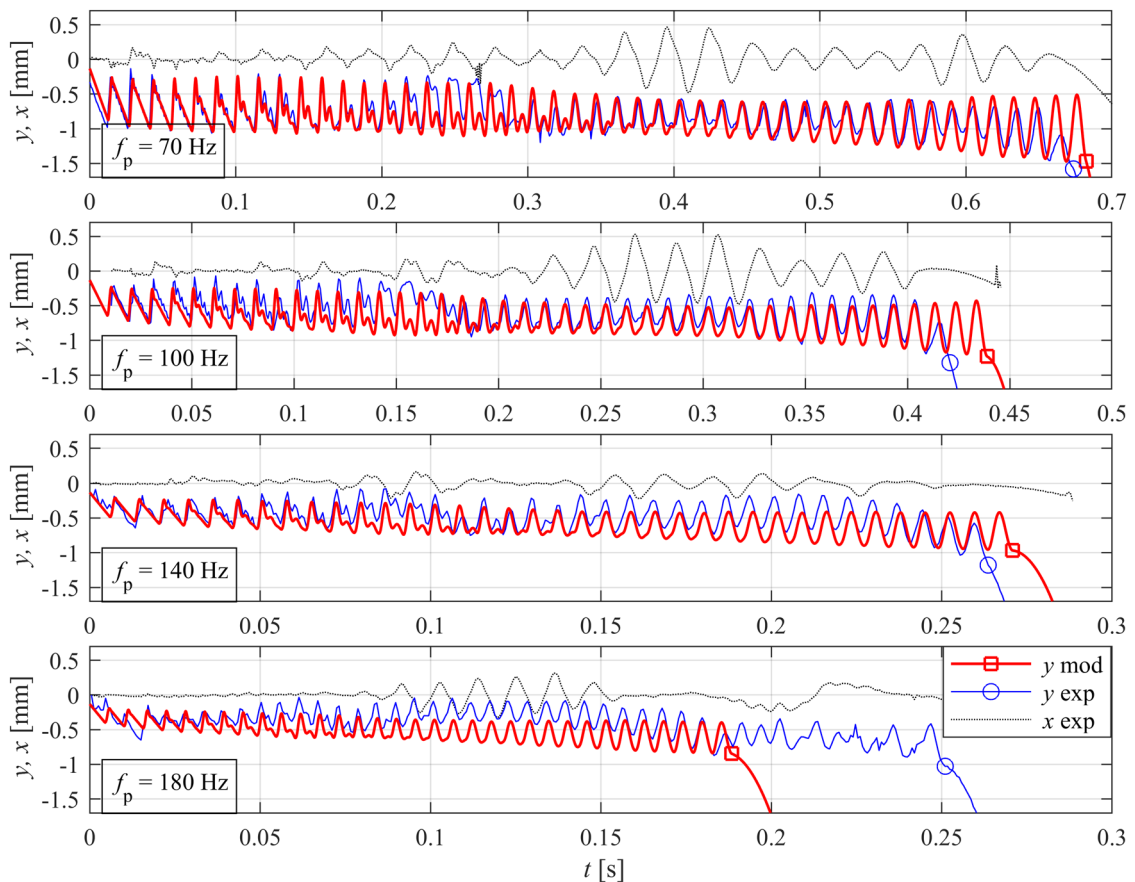 0.5
0
-0.5
-1
-1.5
y, x [mm]
fp = 70 Hz
0 0.1 0.2 0.3 0.4 0.5 0.6 0.7
0.5
0
-0.5
-1
-1.5
y, x [mm]
fp = 100 Hz
0 0.05 0.1 0.15 0.2 0.25 0.3 0.35 0.4 0.45 0.5
0.5
0
-0.5
-1
-1.5
y, x [mm]
fp = 140 Hz
0 0.05 0.1 0.15 0.2 0.25 0.3
0.5
0
-0.5
-1
-1.5
y, x [mm]
fp = 180 Hz
y mod
y exp
x exp
0 0.05 0.1 0.15 0.2 0.25 0.3
t [s]